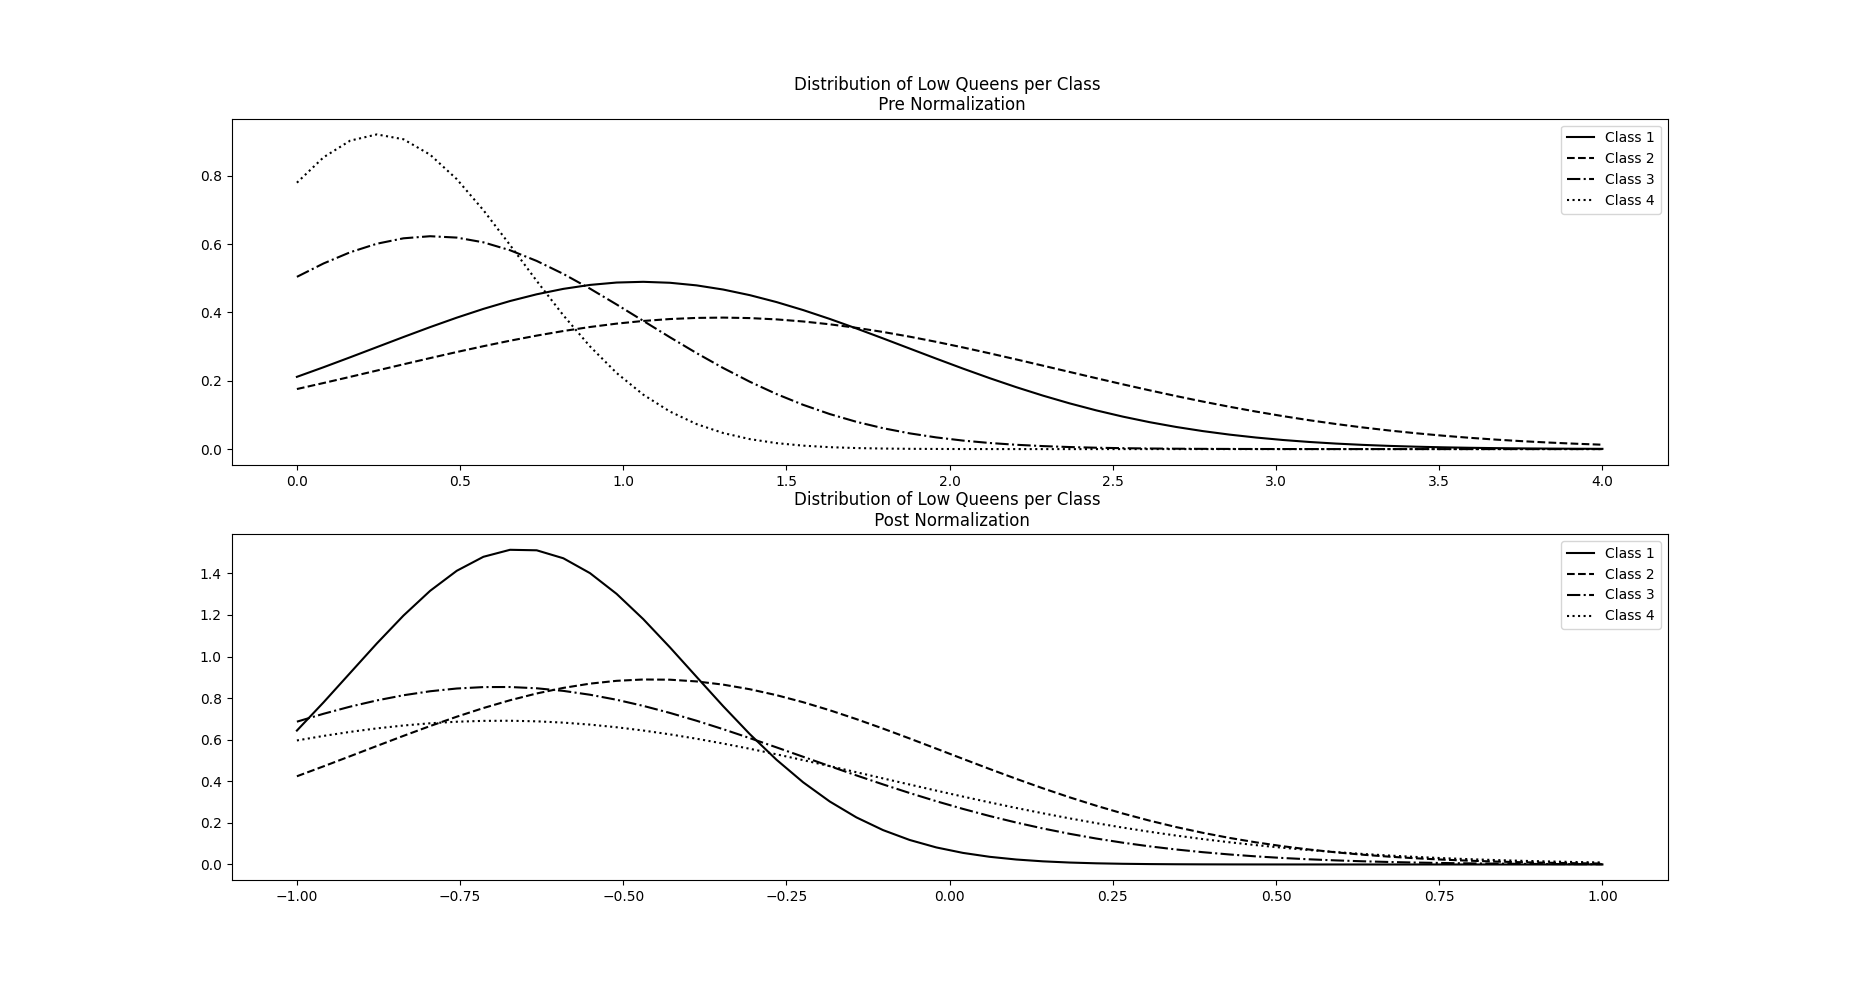 Distribution of Low Queens per Class
Pre Normalization
Class 1
Class 2
Class 3
Class 4
0.8
0.6
0.4
0.2
0.0
0.0 0.5 1.0 1.5 2.0 2.5 3.0 3.5 4.0
Distribution of Low Queens per Class
Post Normalization
Class 1
Class 2
Class 3
Class 4
1.4
1.2
1.0
0.8
0.6
0.4
0.2
0.0
−1.00 −0.75 −0.50 −0.25 0.00 0.25 0.50 0.75 1.00